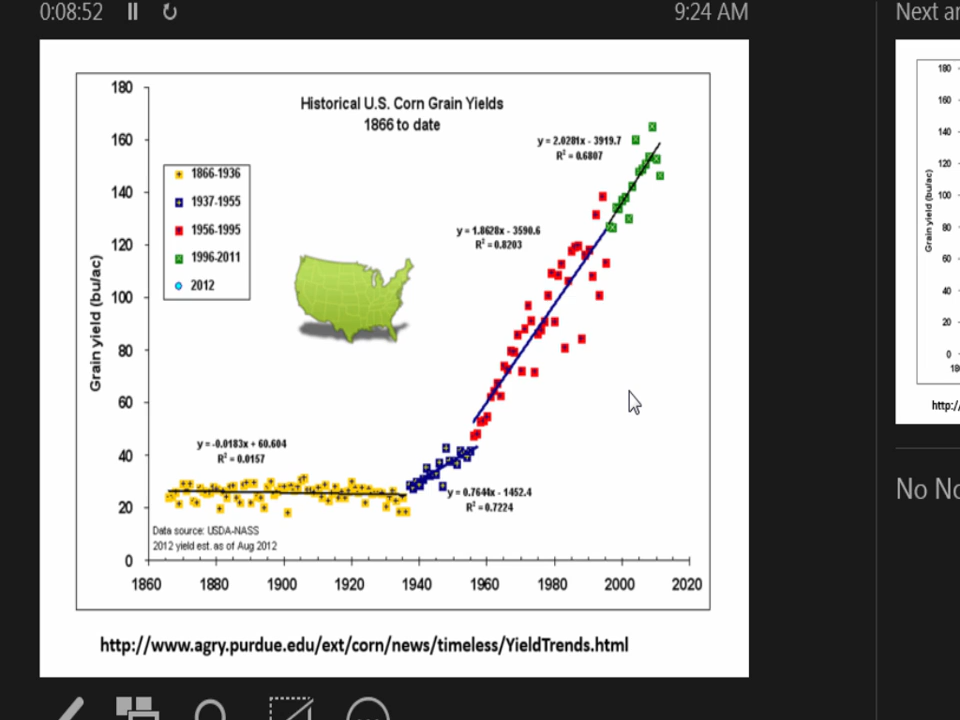 0:08:52
9:24 AM
Next
Historical U.S. Corn Grain Yields
1866 to date
180
160
140
120
100
80
60
40
20
0
Grain yield (bu/ac)
1866-1936
1937-1955
1956-1995
1996-2011
2012
y = 2.0281x - 3919.7
R² = 0.6807
y = 1.8628x - 3590.6
R² = 0.8203
y = -0.0183x + 60.604
R² = 0.0157
y = 0.7644x - 1452.4
R² = 0.7224
Data source: USDA-NASS
2012 yield est. as of Aug 2012
1860 1880 1900 1920 1940 1960 1980 2000 2020
http://www.agry.purdue.edu/ext/corn/news/timeless/YieldTrends.html
180
160
140
120
100
80
60
40
20
0
Grain yield (bu/ac)
http:/
No